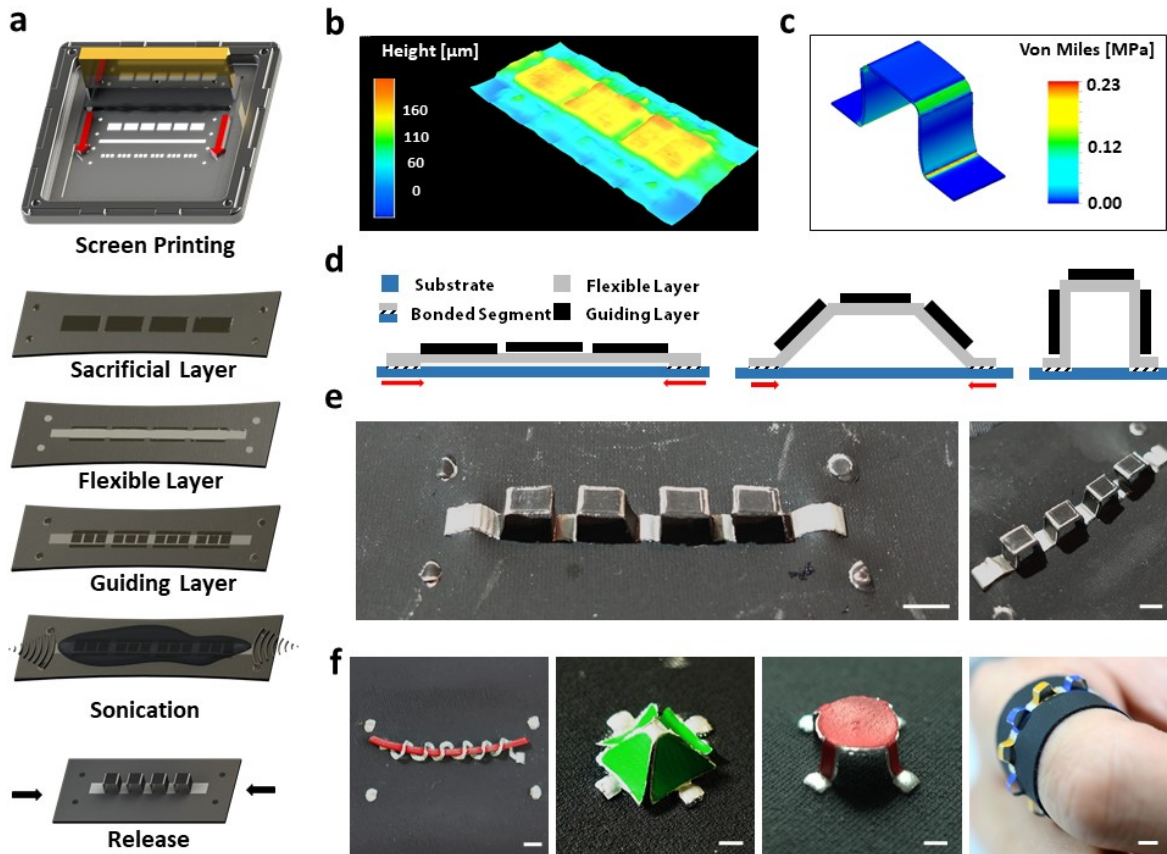 a
Screen Printing
Sacrificial Layer
Flexible Layer
Guiding Layer
Sonication
Release
b
Height [μm]
160
110
60
0
c
Von Miles [MPa]
0.23
0.12
0.00
d
Substrate
Flexible Layer
Bonded Segment
Guiding Layer
e
f